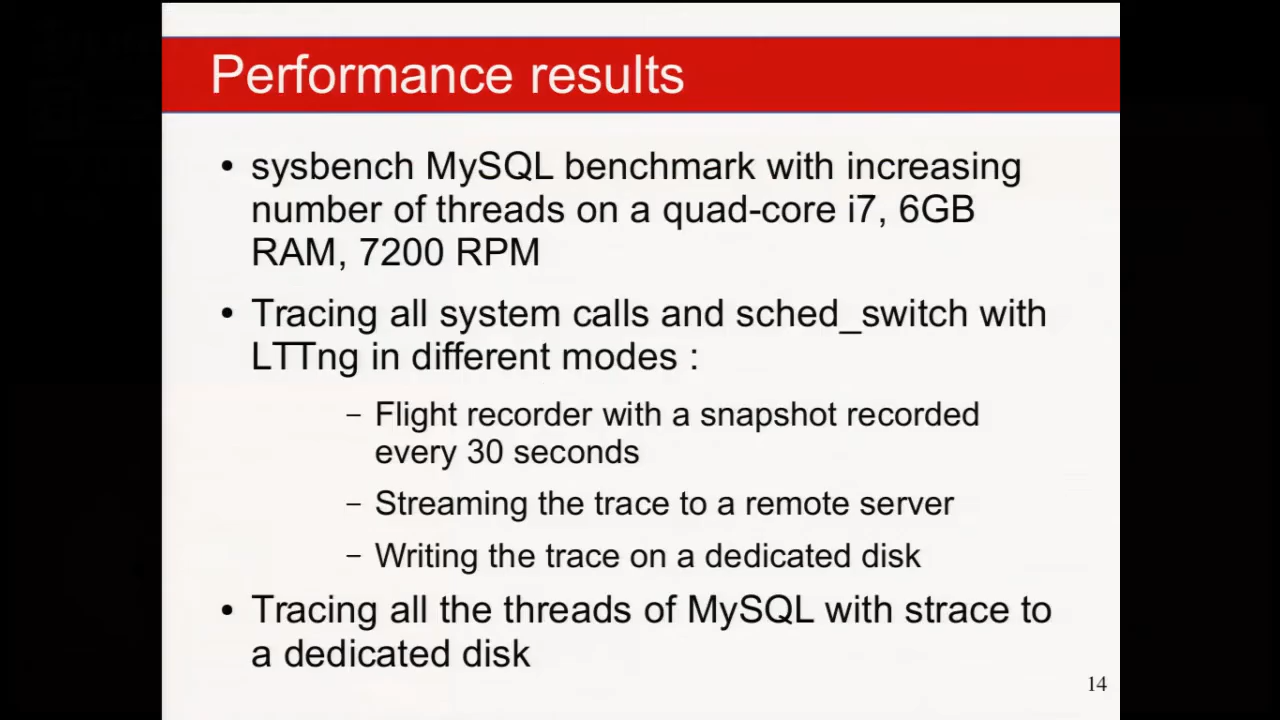 Performance results
• sysbench MySQL benchmark with increasing
number of threads on a quad-core i7, 6GB
RAM, 7200 RPM
• Tracing all system calls and sched_switch with
LTTng in different modes :
– Flight recorder with a snapshot recorded
every 30 seconds
– Streaming the trace to a remote server
– Writing the trace on a dedicated disk
• Tracing all the threads of MySQL with strace to
a dedicated disk
14